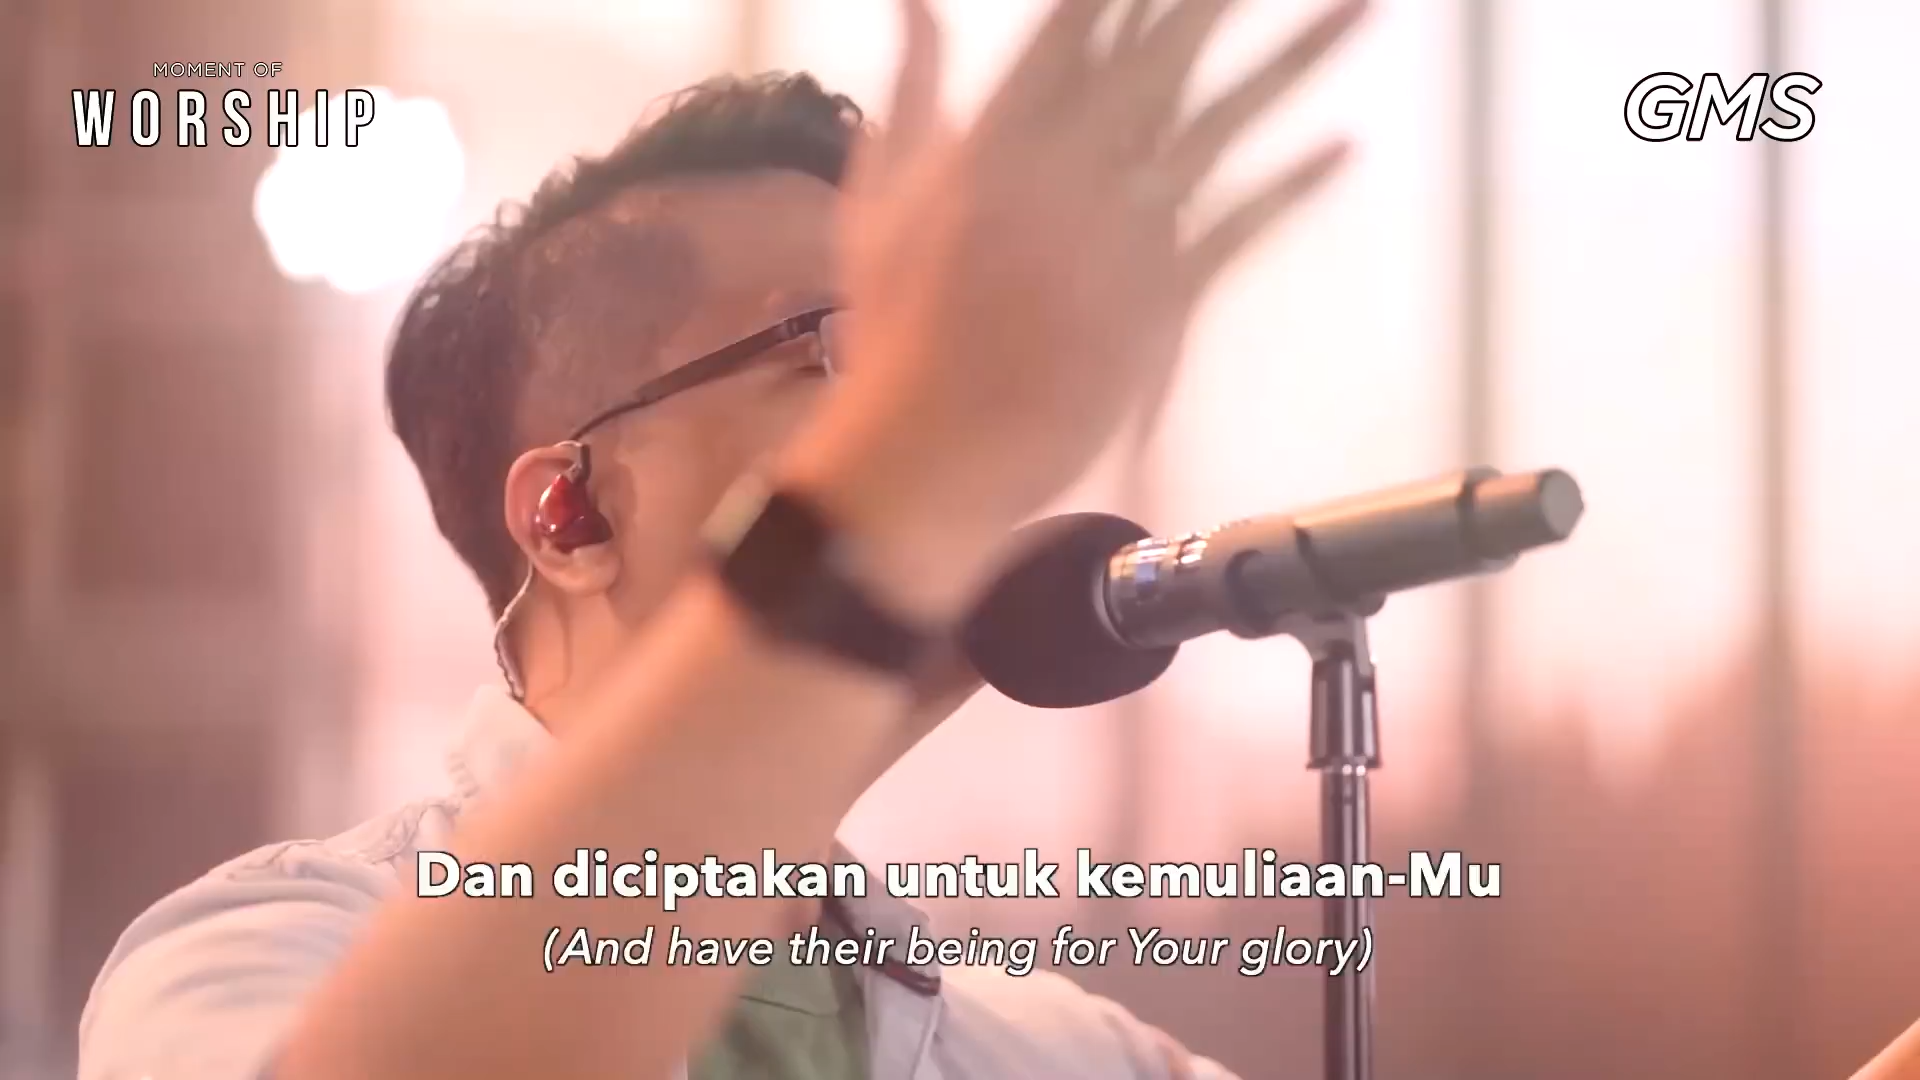 MOMENT OF
WORSHIP
GMS
Dan diciptakan untuk kemuliaan-Mu
(And have their being for Your glory)